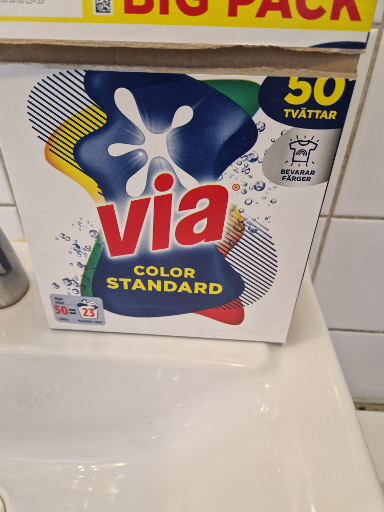 BIG PACK
50
TVÄTTAR
BEVARAR
FÄRGER
via®
COLOR
STANDARD
50=
23